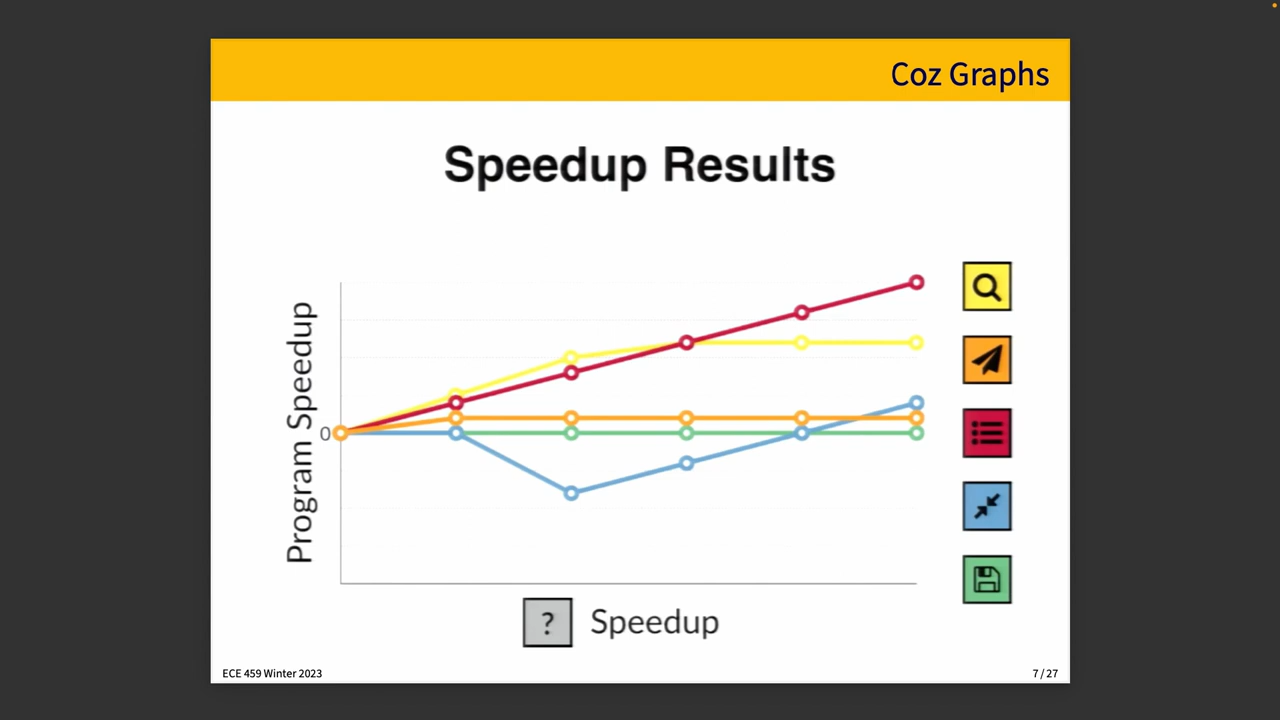 Coz Graphs
Speedup Results
Program Speedup
0
? Speedup
ECE 459 Winter 2023
7 / 27